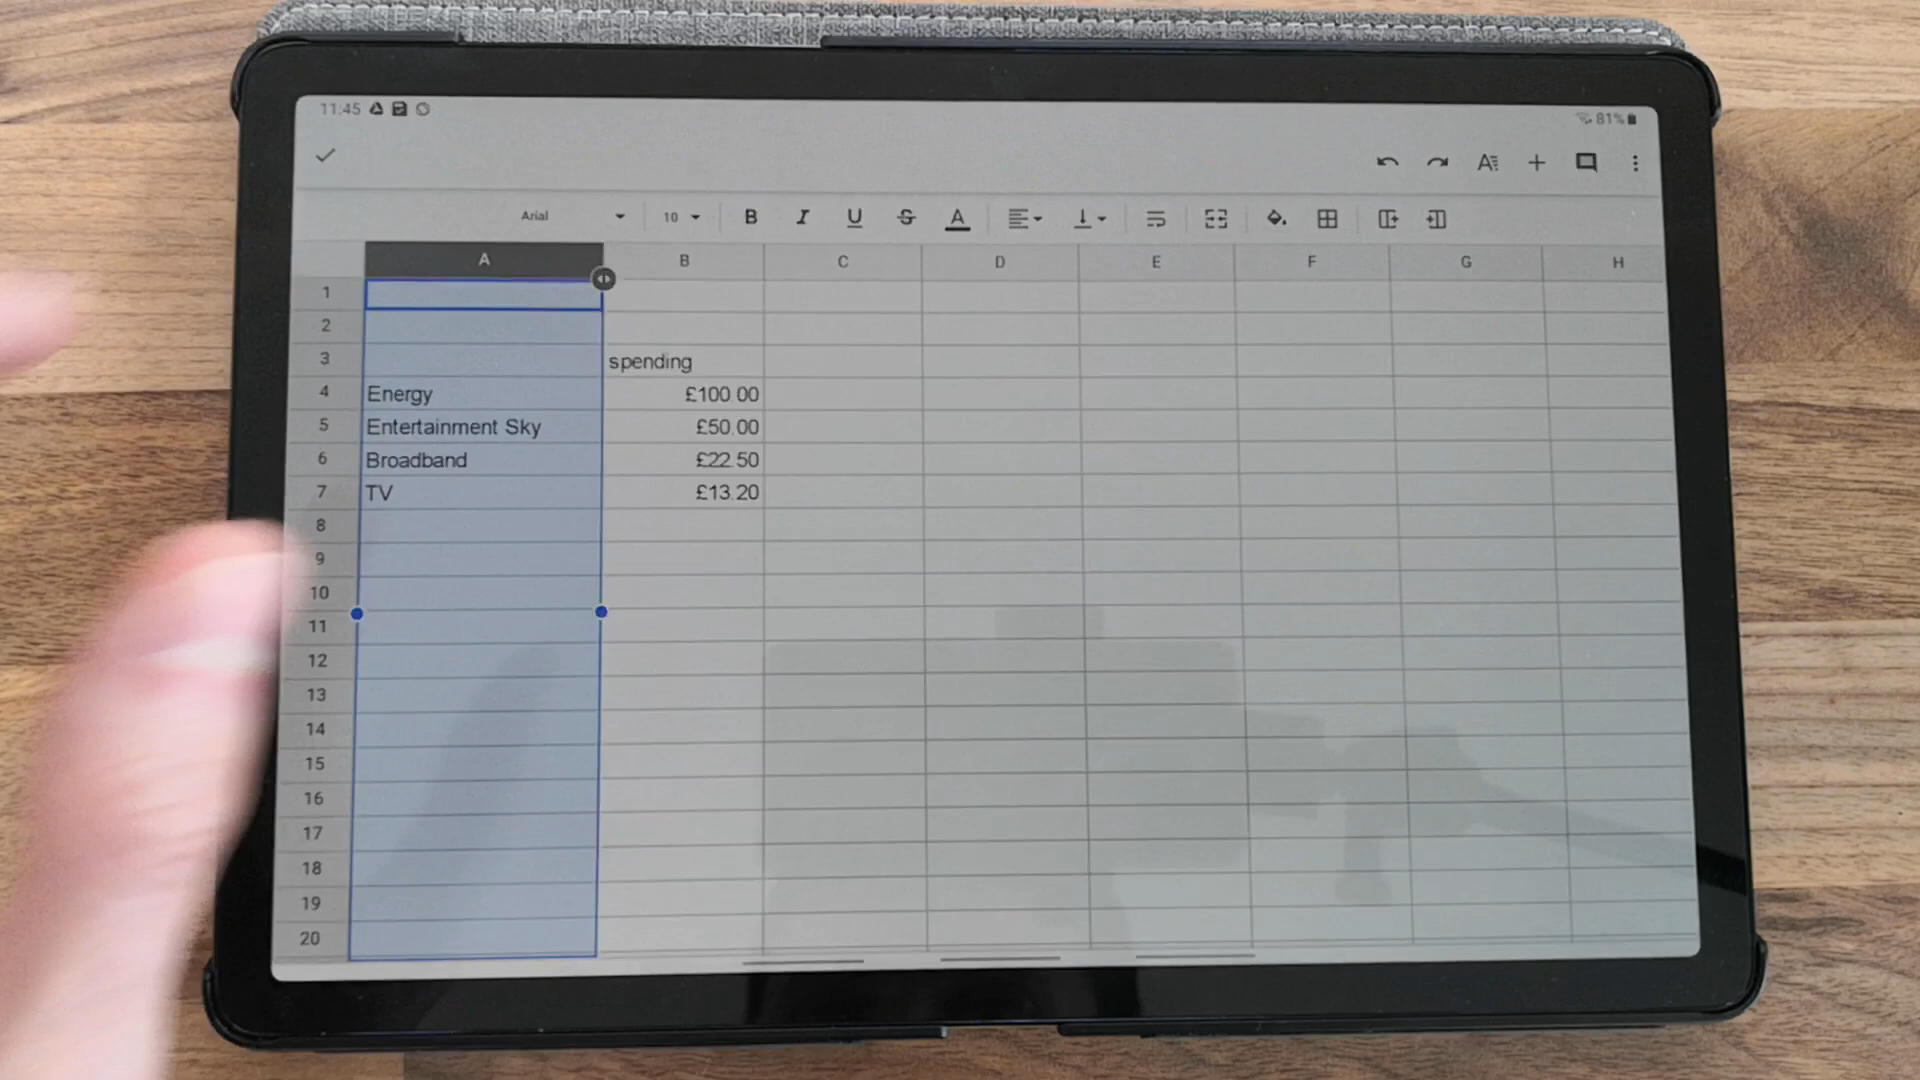 11:45 81%
Arial 10 B I U S A
A B C D E F G H
1
2
3 spending
4 Energy £100.00
5 Entertainment Sky £50.00
6 Broadband £22.50
7 TV £13.20
8
9
10
11
12
13
14
15
16
17
18
19
20